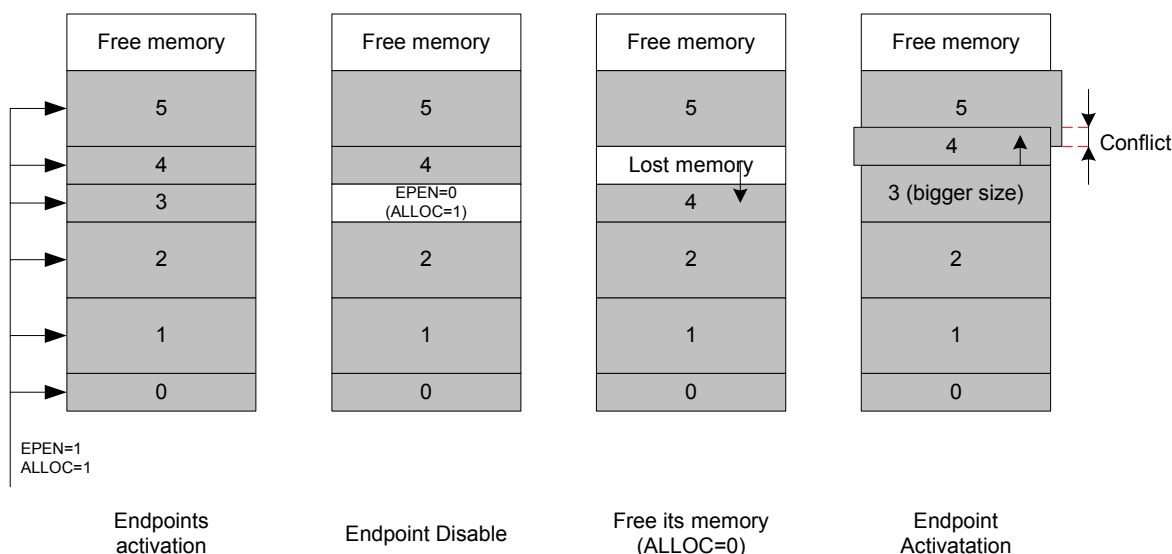 Free memory
5
4
3
2
1
0
EPEN=1
ALLOC=1
Endpoints
activation
Free memory
5
4
EPEN=0
(ALLOC=1)
2
1
0
Endpoint Disable
Free memory
5
Lost memory
4
2
1
0
Free its memory
(ALLOC=0)
Free memory
5
4
Conflict
3 (bigger size)
2
1
0
Endpoint
Activatation